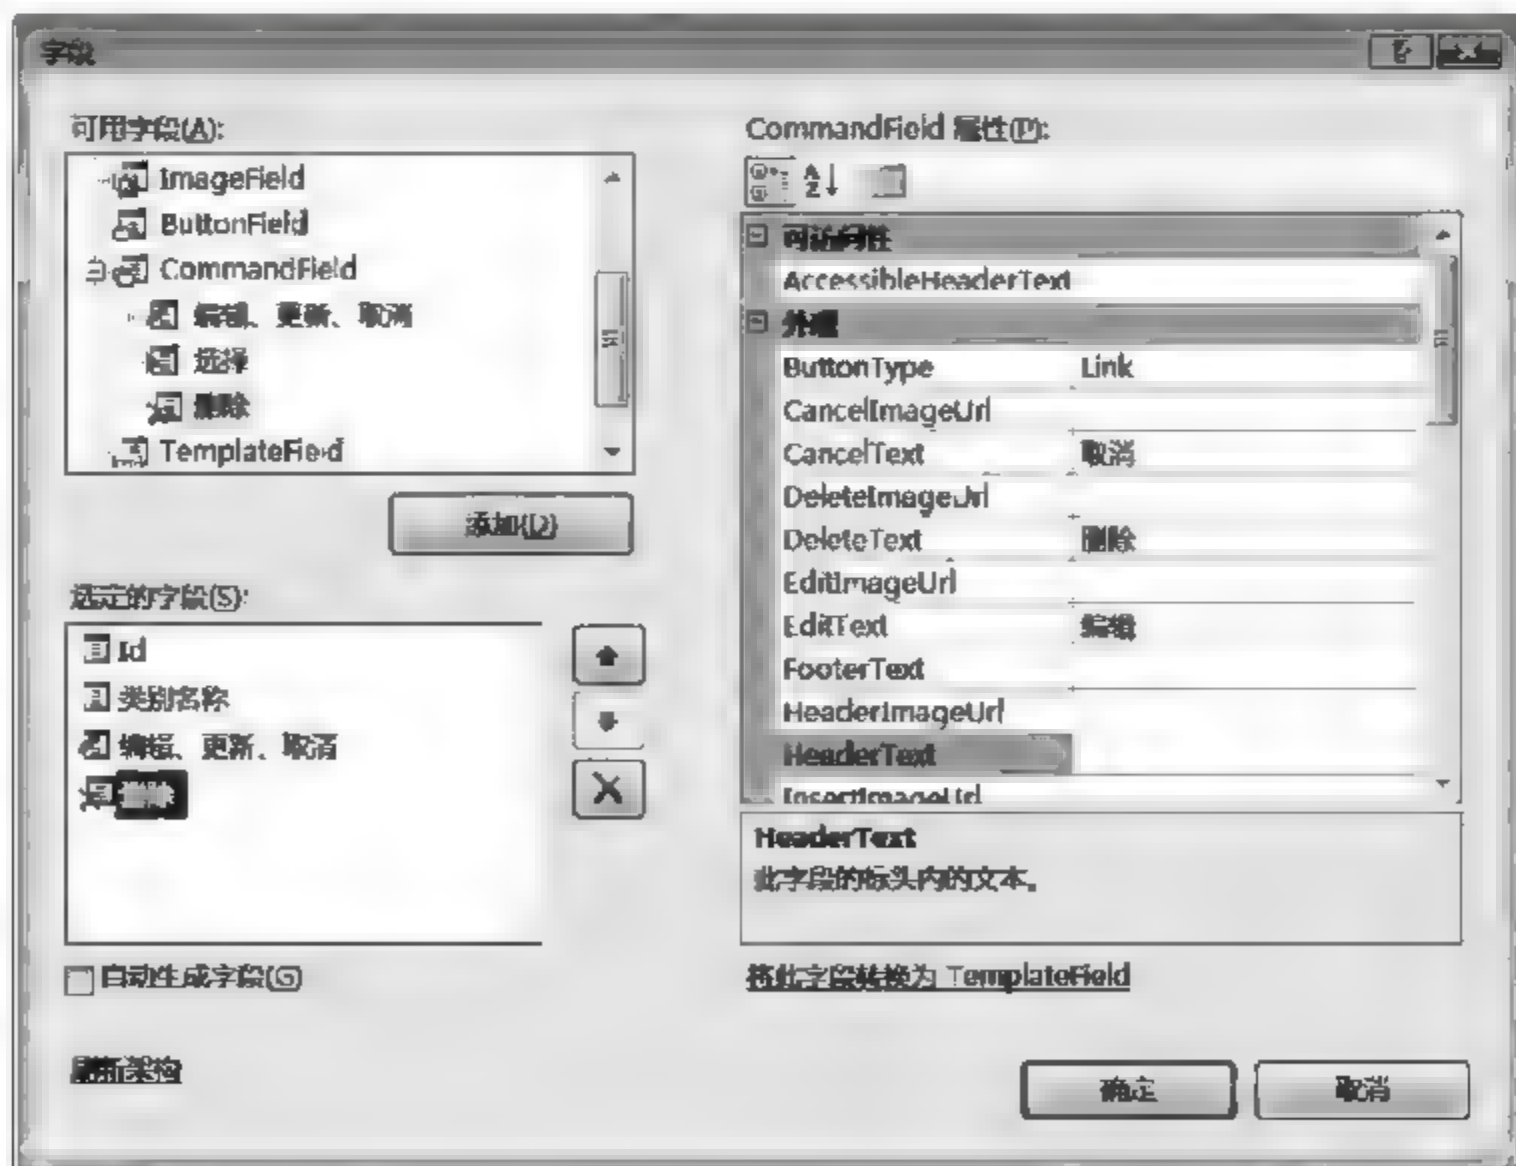 字段
可用字段(A):
ImageField
ButtonField
CommandField
编辑、更新、取消
选择
删除
TemplateField
添加(D)
选定的字段(S):
Id
类别名称
编辑、更新、取消
删除
自动生成字段(G)
刷新架构
CommandField 属性(P):
可访问性
AccessibleHeaderText
外观
ButtonType Link
CancelImageUrl
CancelText 取消
DeleteImageUrl
DeleteText 删除
EditImageUrl
EditText 编辑
FooterText
HeaderImageUrl
HeaderText
InsertImageUrl
HeaderText
此字段的标头内的文本。
将此字段转换为 TemplateField
确定
取消